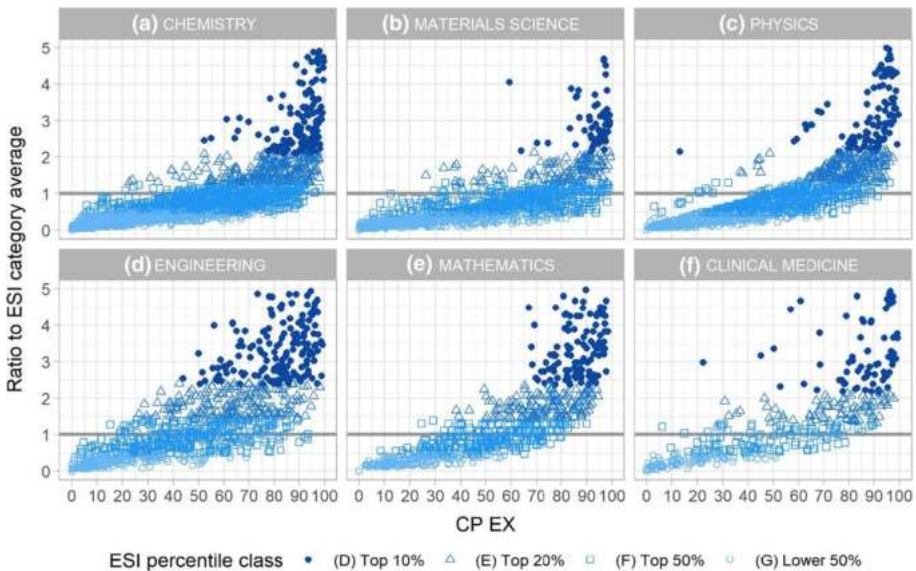 (a) CHEMISTRY
(b) MATERIALS SCIENCE
(c) PHYSICS
5
4
3
2
1
0
(d) ENGINEERING
(e) MATHEMATICS
(f) CLINICAL MEDICINE
5
4
3
2
1
0
Ratio to ESI category average
0 10 20 30 40 50 60 70 80 90 100
0 10 20 30 40 50 60 70 80 90 100
0 10 20 30 40 50 60 70 80 90 100
CP EX
ESI percentile class (D) Top 10% (E) Top 20% (F) Top 50% (G) Lower 50%